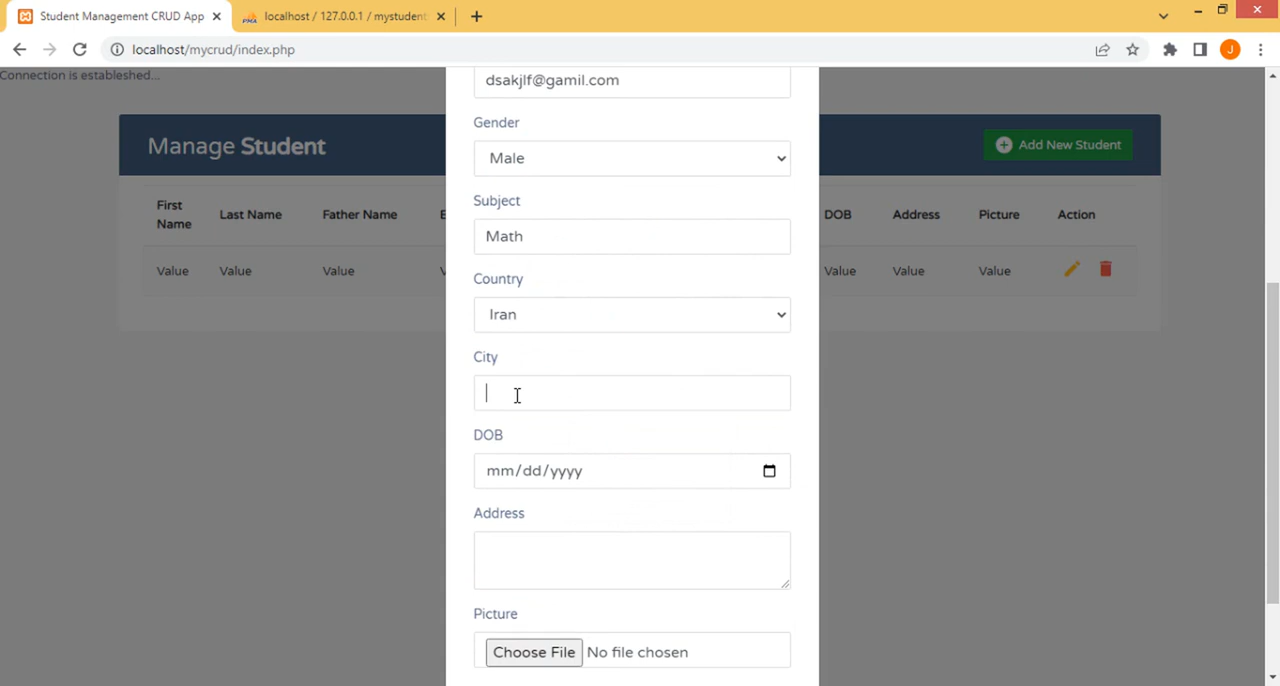 Student Management CRUD App
localhost / 127.0.0.1 / mystudent
localhost/mycrud/index.php
J
Connection is estableshed...
Manage Student
Add New Student
First Name
Last Name
Father Name
E
DOB
Address
Picture
Action
Value
Value
Value
V
Value
Value
Value
dsakjlf@gamil.com
Gender
Male
Subject
Math
Country
Iran
City
DOB
mm/dd/yyyy
Address
Picture
Choose File No file chosen